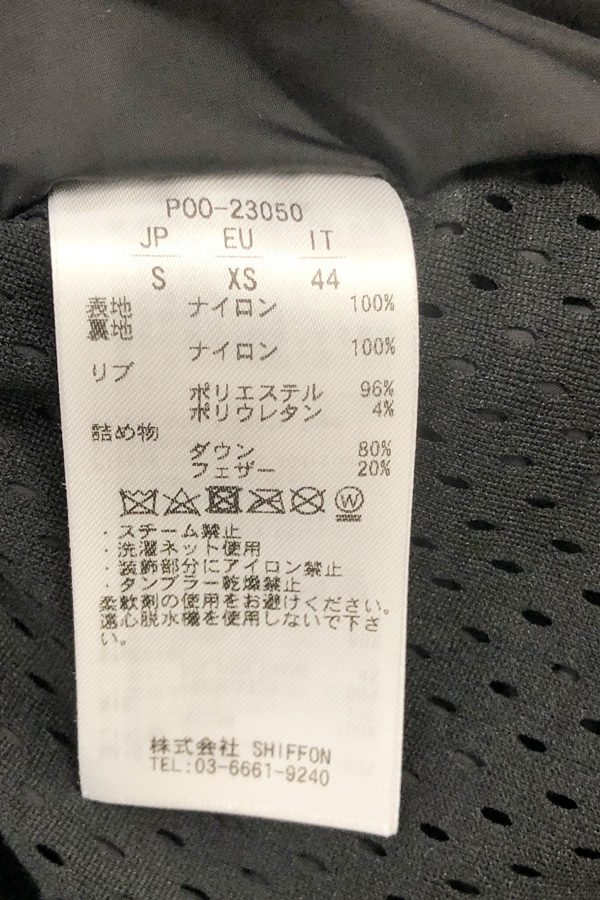 P00-23050
JP EU IT
S XS 44
表地 ナイロン 100%
裏地
ナイロン 100%
リブ
ポリエステル 96%
ポリウレタン 4%
詰め物
ダウン 80%
フェザー 20%
W
・スチーム禁止
・洗濯ネット使用
・装飾部分にアイロン禁止
・タンブラー乾燥禁止
柔軟剤の使用をお避けください。
遠心脱水機を使用しないで下さ
い。
株式会社 SHIFFON
TEL:03-6661-9240